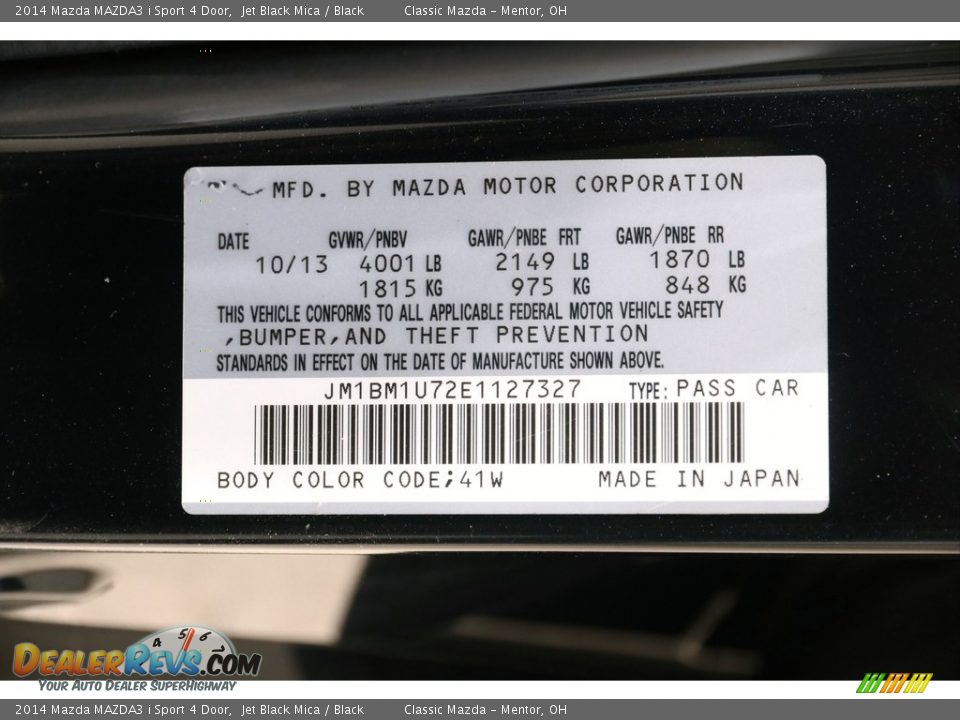 2014 Mazda MAZDA3 i Sport 4 Door, Jet Black Mica / Black Classic Mazda - Mentor, OH
MFD. BY MAZDA MOTOR CORPORATION
DATE GVWR/PNBV GAWR/PNBE FRT GAWR/PNBE RR
10/13 4001 LB 2149 LB 1870 LB
1815 KG 975 KG 848 KG
THIS VEHICLE CONFORMS TO ALL APPLICABLE FEDERAL MOTOR VEHICLE SAFETY
,BUMPER,AND THEFT PREVENTION
STANDARDS IN EFFECT ON THE DATE OF MANUFACTURE SHOWN ABOVE.
JM1BM1U72E1127327 TYPE: PASS CAR
BODY COLOR CODE;41W MADE IN JAPAN
4 5 6
DEALERREVS.COM
YOUR AUTO DEALER SUPERHIGHWAY
2014 Mazda MAZDA3 i Sport 4 Door, Jet Black Mica / Black Classic Mazda - Mentor, OH